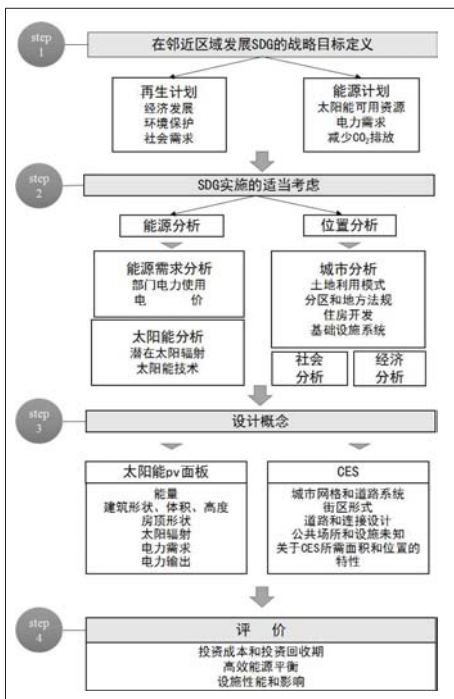 step
1
在邻近区域发展SDG的战略目标定义
再生计划
经济发展
环境保护
社会需求
能源计划
太阳能可用资源
电力需求
减少CO₂排放
step
2
SDG实施的适当考虑
能源分析
位置分析
能源需求分析
部门电力使用
电 价
太阳能分析
潜在太阳辐射
太阳能技术
城市分析
土地利用模式
分区和地方法规
住房开发
基础设施系统
社会
分析
经济
分析
step
3
设计概念
太阳能pv面板
能量
建筑形状、体积、高度
房顶形状
太阳辐射
电力需求
电力输出
CES
城市网格和道路系统
街区形式
道路和连接设计
公共场所和设施未知
关于CES所需面积和位置的
特性
step
4
评 价
投资成本和投资回收期
高效能源平衡
设施性能和影响